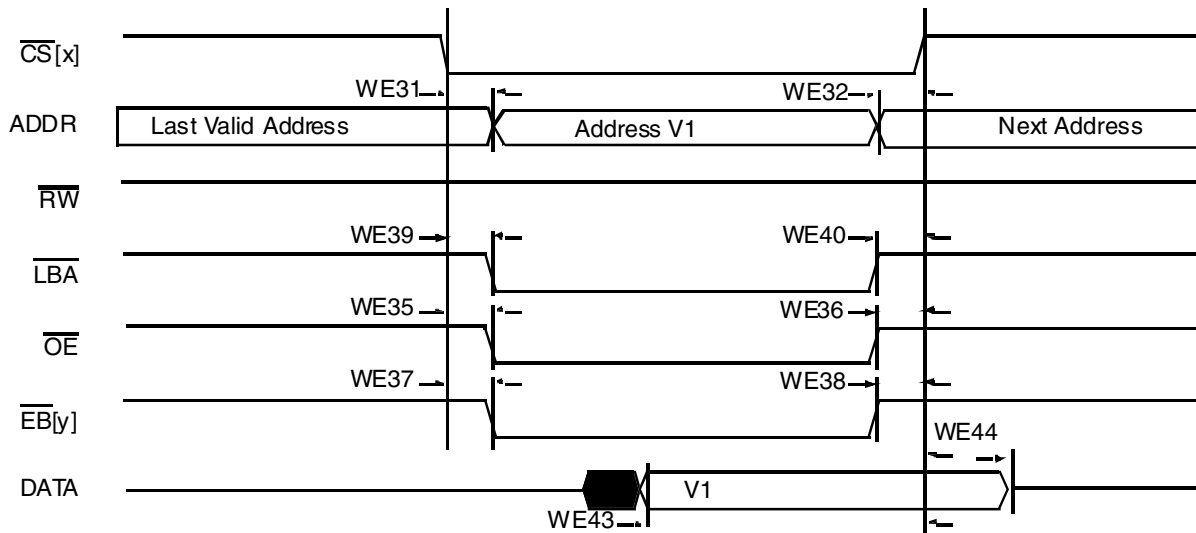 CS[x]
WE31
WE32
ADDR
Last Valid Address
Address V1
Next Address
RW
WE39
WE40
LBA
WE35
WE36
OE
WE37
WE38
EB[y]
WE44
DATA
V1
WE43